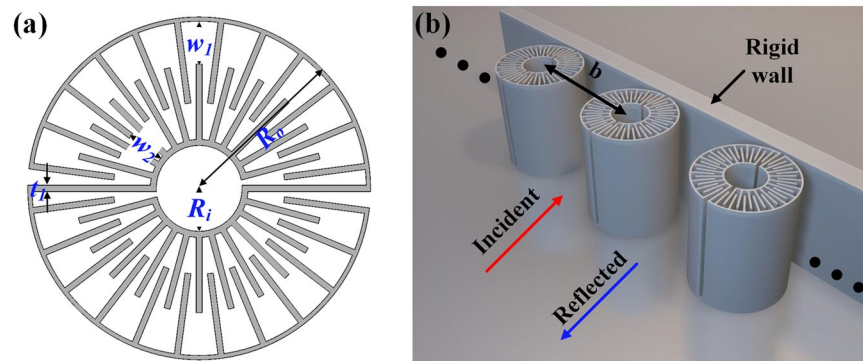 (a)
w₁
Rₒ
w₂
t₁
Rᵢ
(b)
b
Rigid
wall
Incident
Reflected